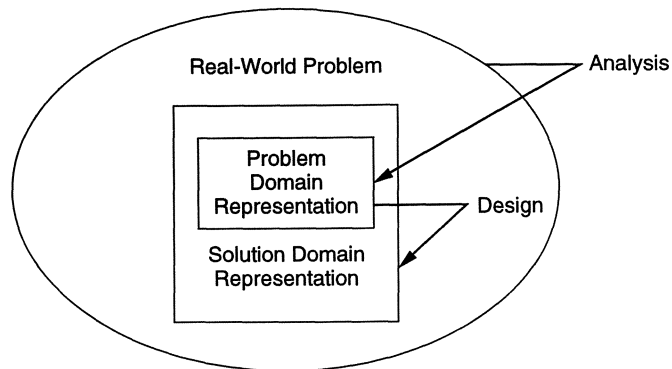 Real-World Problem
Analysis
Problem
Domain
Representation
Design
Solution Domain
Representation